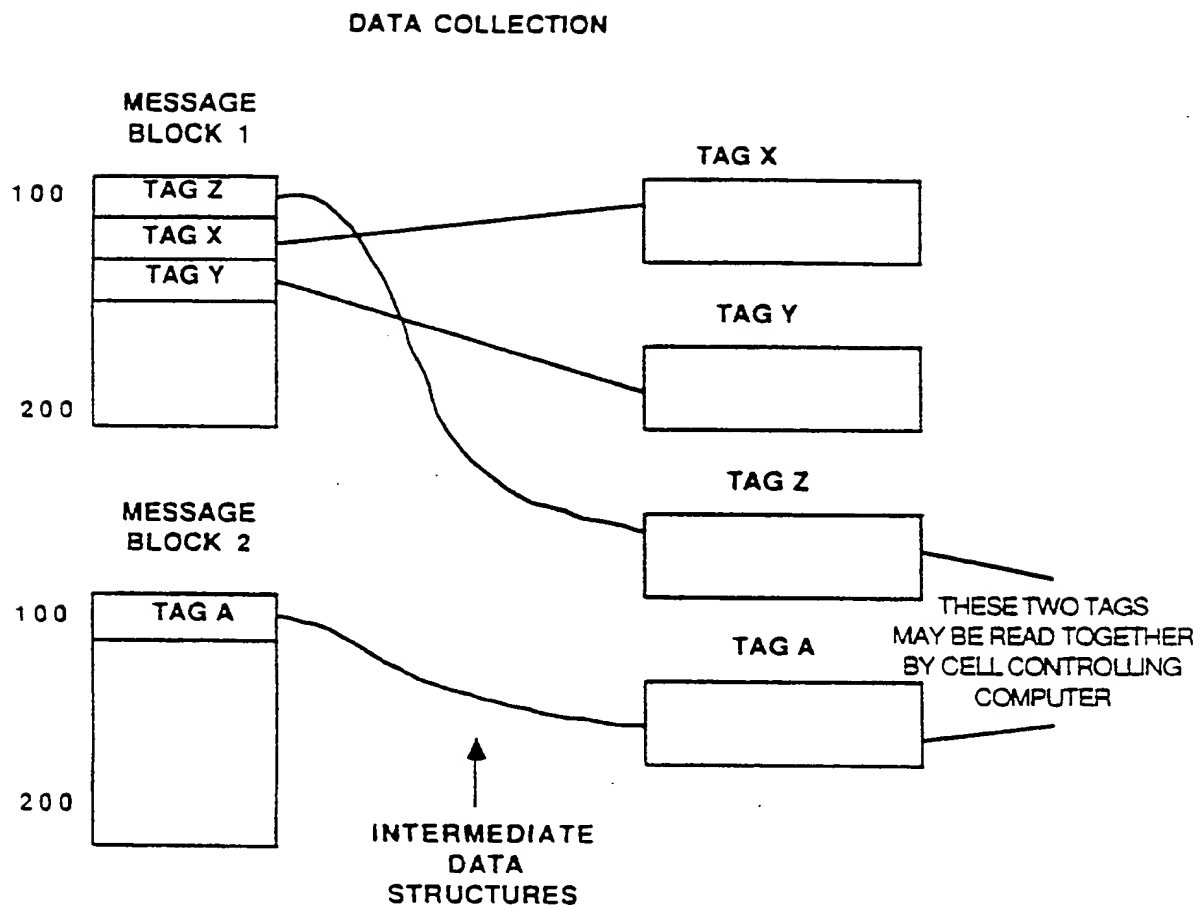 DATA COLLECTION
MESSAGE
BLOCK 1
100
TAG Z
TAG X
TAG Y
200
TAG X
TAG Y
TAG Z
MESSAGE
BLOCK 2
100
TAG A
200
TAG A
THESE TWO TAGS
MAY BE READ TOGETHER
BY CELL CONTROLLING
COMPUTER
INTERMEDIATE
DATA
STRUCTURES